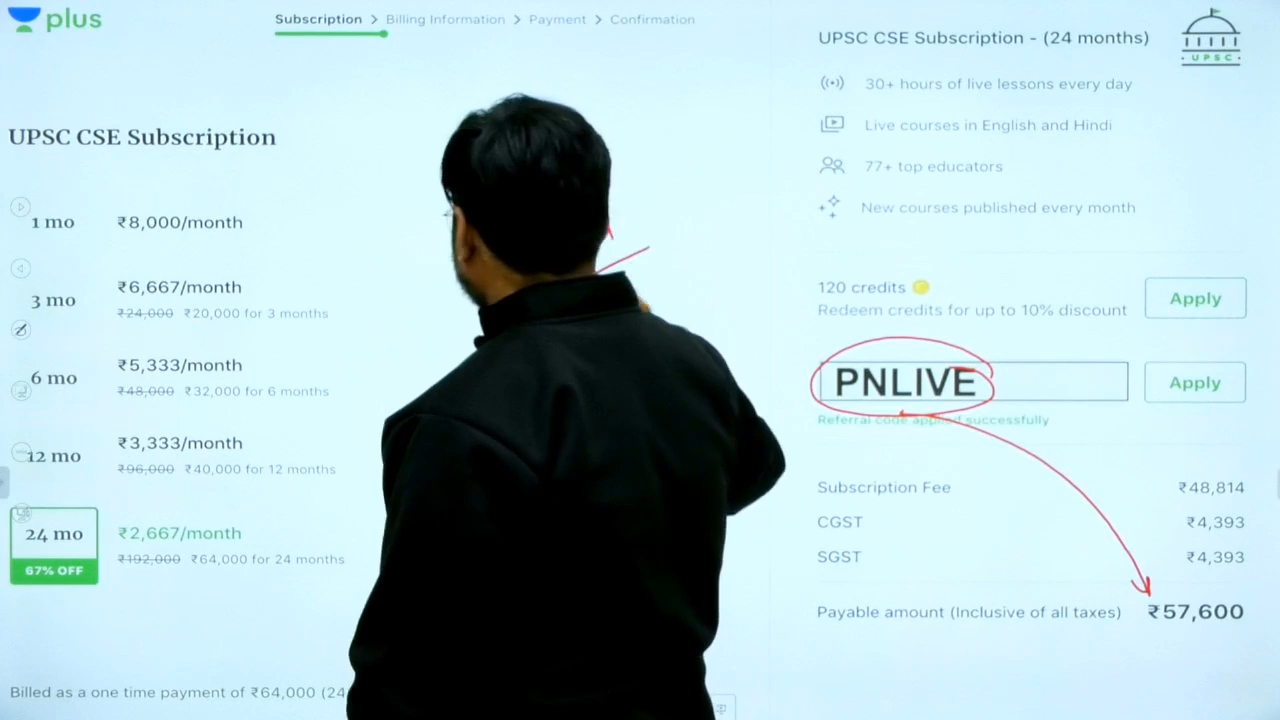 plus
Subscription > Billing Information > Payment > Confirmation
UPSC CSE Subscription
1 mo ₹8,000/month
3 mo ₹6,667/month
₹24,000 ₹20,000 for 3 months
6 mo ₹5,333/month
₹48,000 ₹32,000 for 6 months
12 mo ₹3,333/month
₹96,000 ₹40,000 for 12 months
24 mo ₹2,667/month
₹192,000 ₹64,000 for 24 months
67% OFF
Billed as a one time payment of ₹64,000 (24
UPSC CSE Subscription - (24 months)
UPSC
30+ hours of live lessons every day
Live courses in English and Hindi
77+ top educators
New courses published every month
120 credits
Redeem credits for up to 10% discount
Apply
PNLIVE
Apply
Referral code applied successfully
Subscription Fee ₹48,814
CGST ₹4,393
SGST ₹4,393
Payable amount (Inclusive of all taxes) ₹57,600